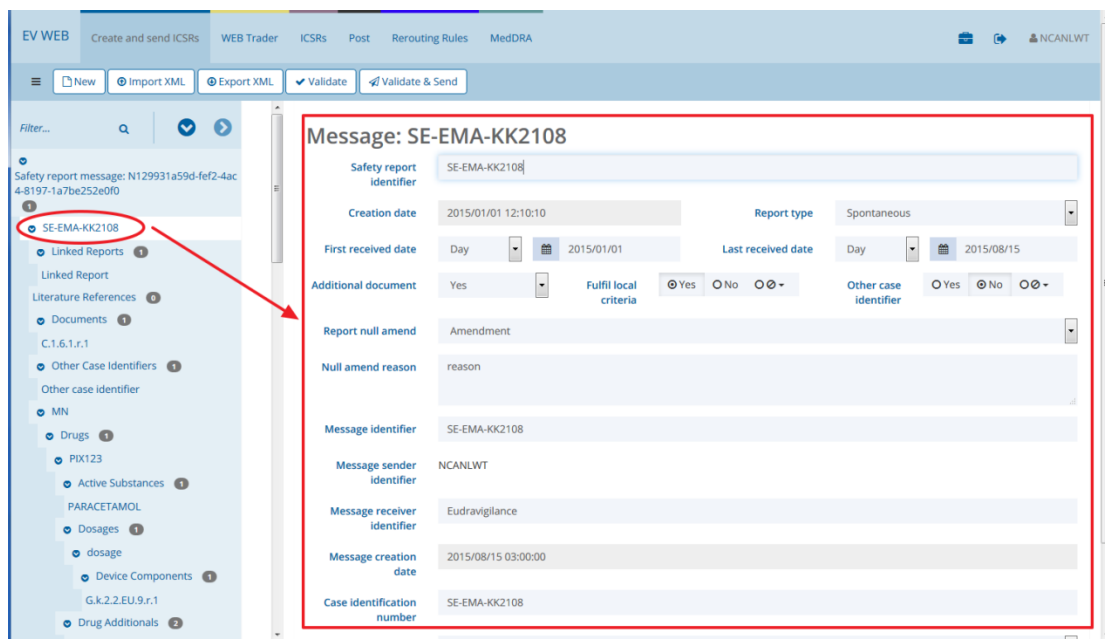 EV WEB
Create and send ICSRs
WEB Trader
ICSRs
Post
Rerouting Rules
MedDRA
NCANLWT
New
Import XML
Export XML
Validate
Validate & Send
Filter...
Safety report message: N129931a59d-fef2-4ac
4-8197-1a7be252e0f0
1
SE-EMA-KK2108
Linked Reports 1
Linked Report
Literature References 0
Documents 1
C.1.6.1.r.1
Other Case Identifiers 1
Other case identifier
MN
Drugs 1
PIX123
Active Substances 1
PARACETAMOL
Dosages 1
dosage
Device Components 1
G.k.2.2.EU.9.r.1
Drug Additionals 2
Message: SE-EMA-KK2108
Safety report
identifier
SE-EMA-KK2108
Creation date
2015/01/01 12:10:10
Report type
Spontaneous
First received date
Day
2015/01/01
Last received date
Day
2015/08/15
Additional document
Yes
Fulfil local
criteria
Yes
No
Other case
identifier
Yes
No
Report null amend
Amendment
Null amend reason
reason
Message identifier
SE-EMA-KK2108
Message sender
identifier
NCANLWT
Message receiver
identifier
Eudravigilance
Message creation
date
2015/08/15 03:00:00
Case identification
number
SE-EMA-KK2108